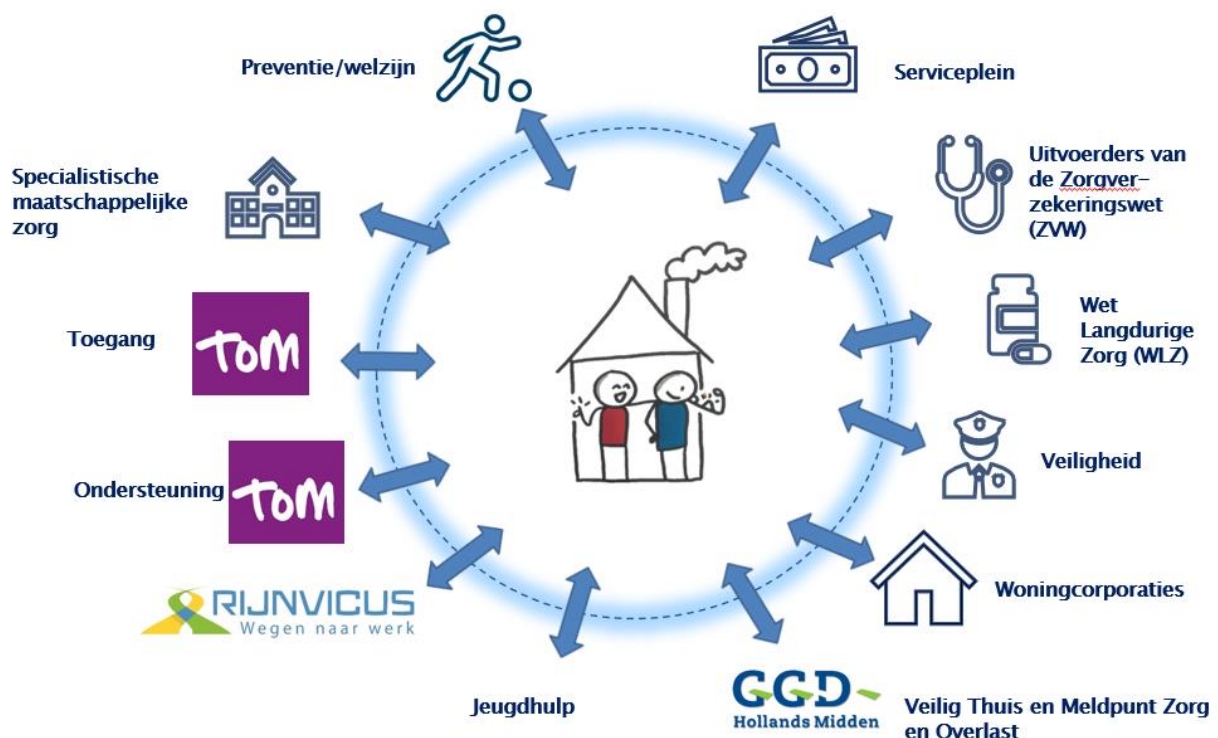 Preventie/welzijn
Serviceplein
Uitvoerders van
de Zorgver-
zekeringswet
(ZVW)
Specialistische
maatschappelijke
zorg
Wet
Langdurige
Zorg (WLZ)
Toegang
TOM
Veiligheid
Ondersteuning
TOM
Woningcorporaties
RIJNVICUS
Wegen naar werk
Jeugdhulp
GGD
Hollands Midden
Veilig Thuis en Meldpunt Zorg
en Overlast